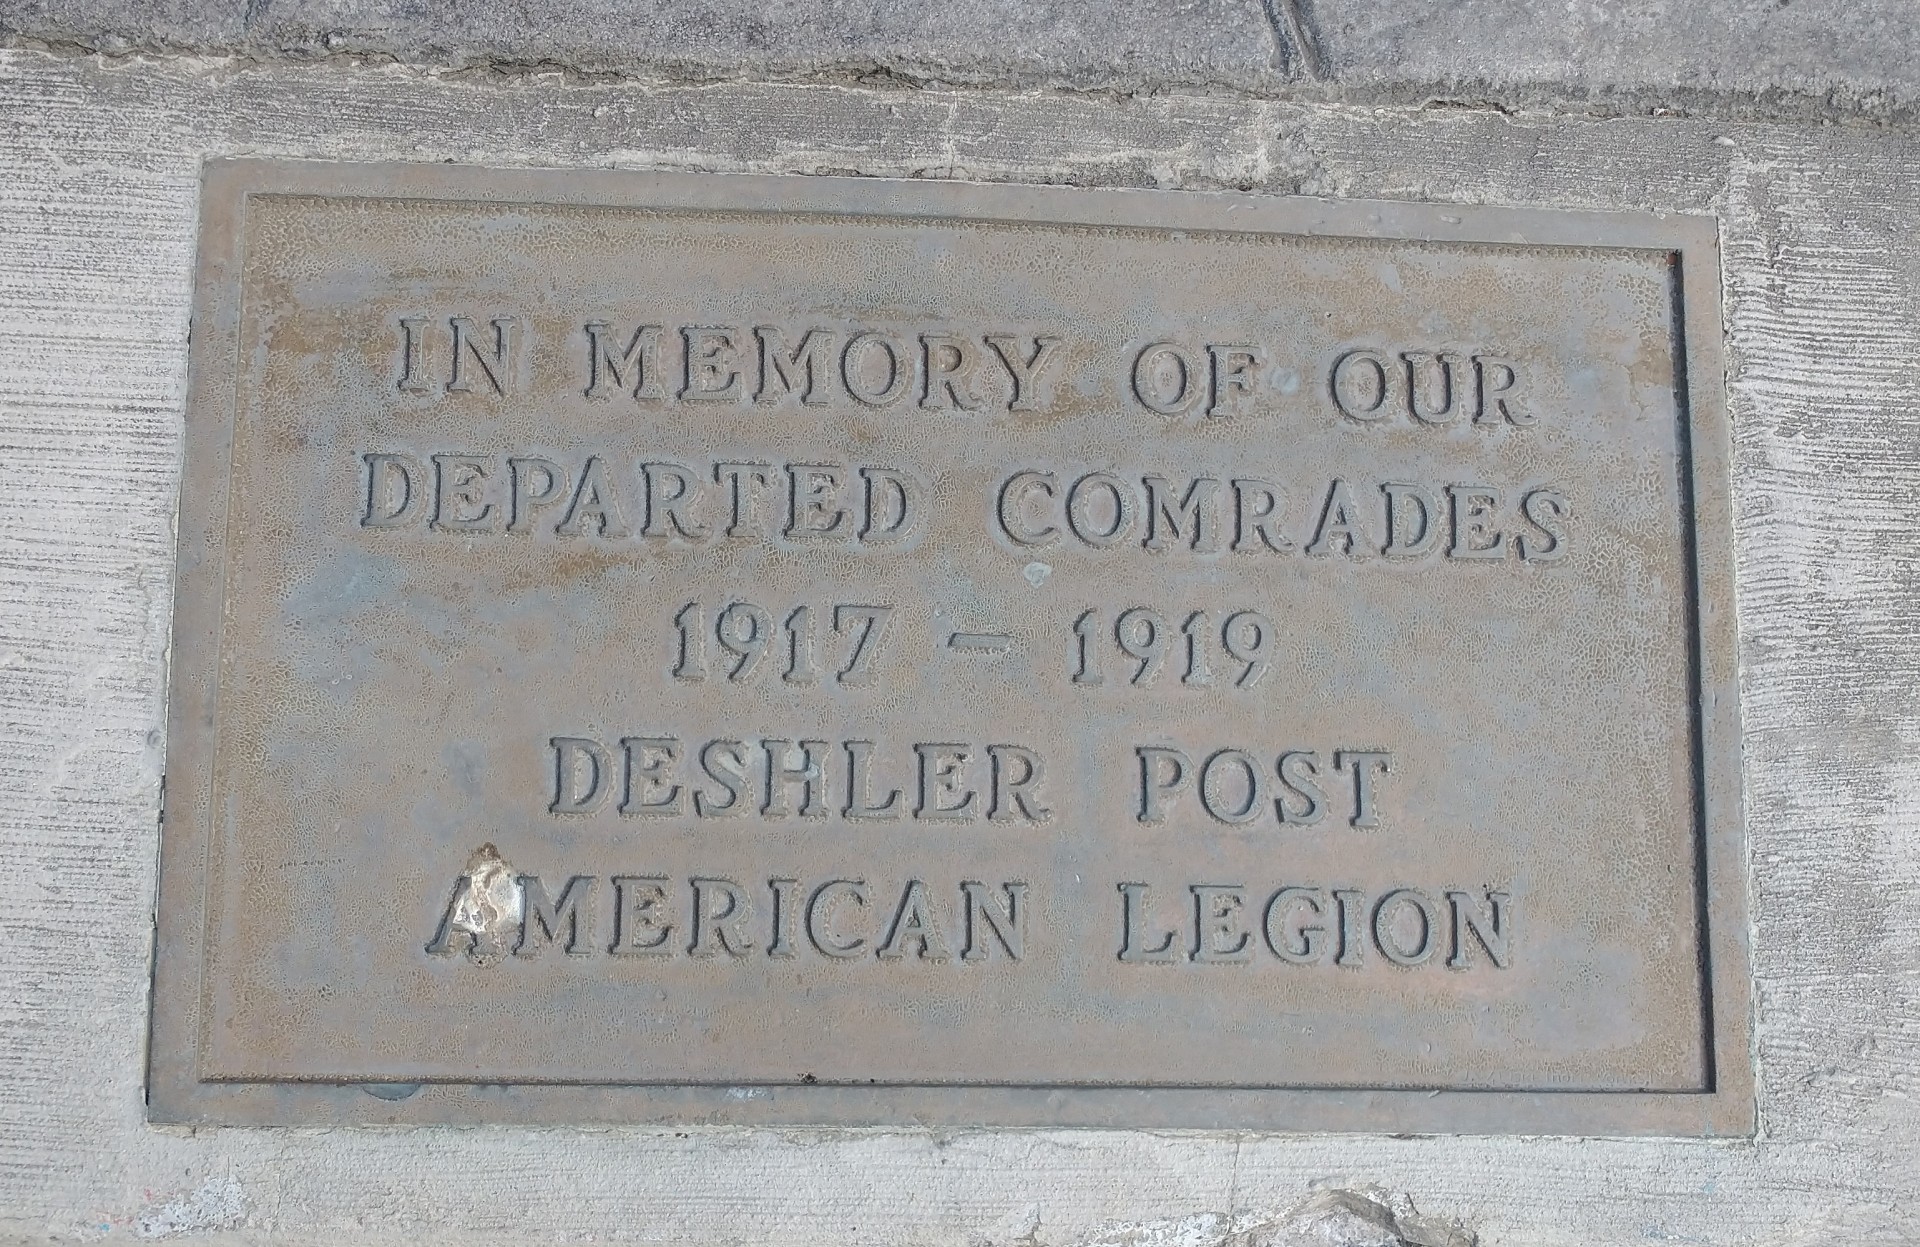 IN MEMORY OF OUR
DEPARTED COMRADES
1917 - 1919
DESHLER POST
AMERICAN LEGION